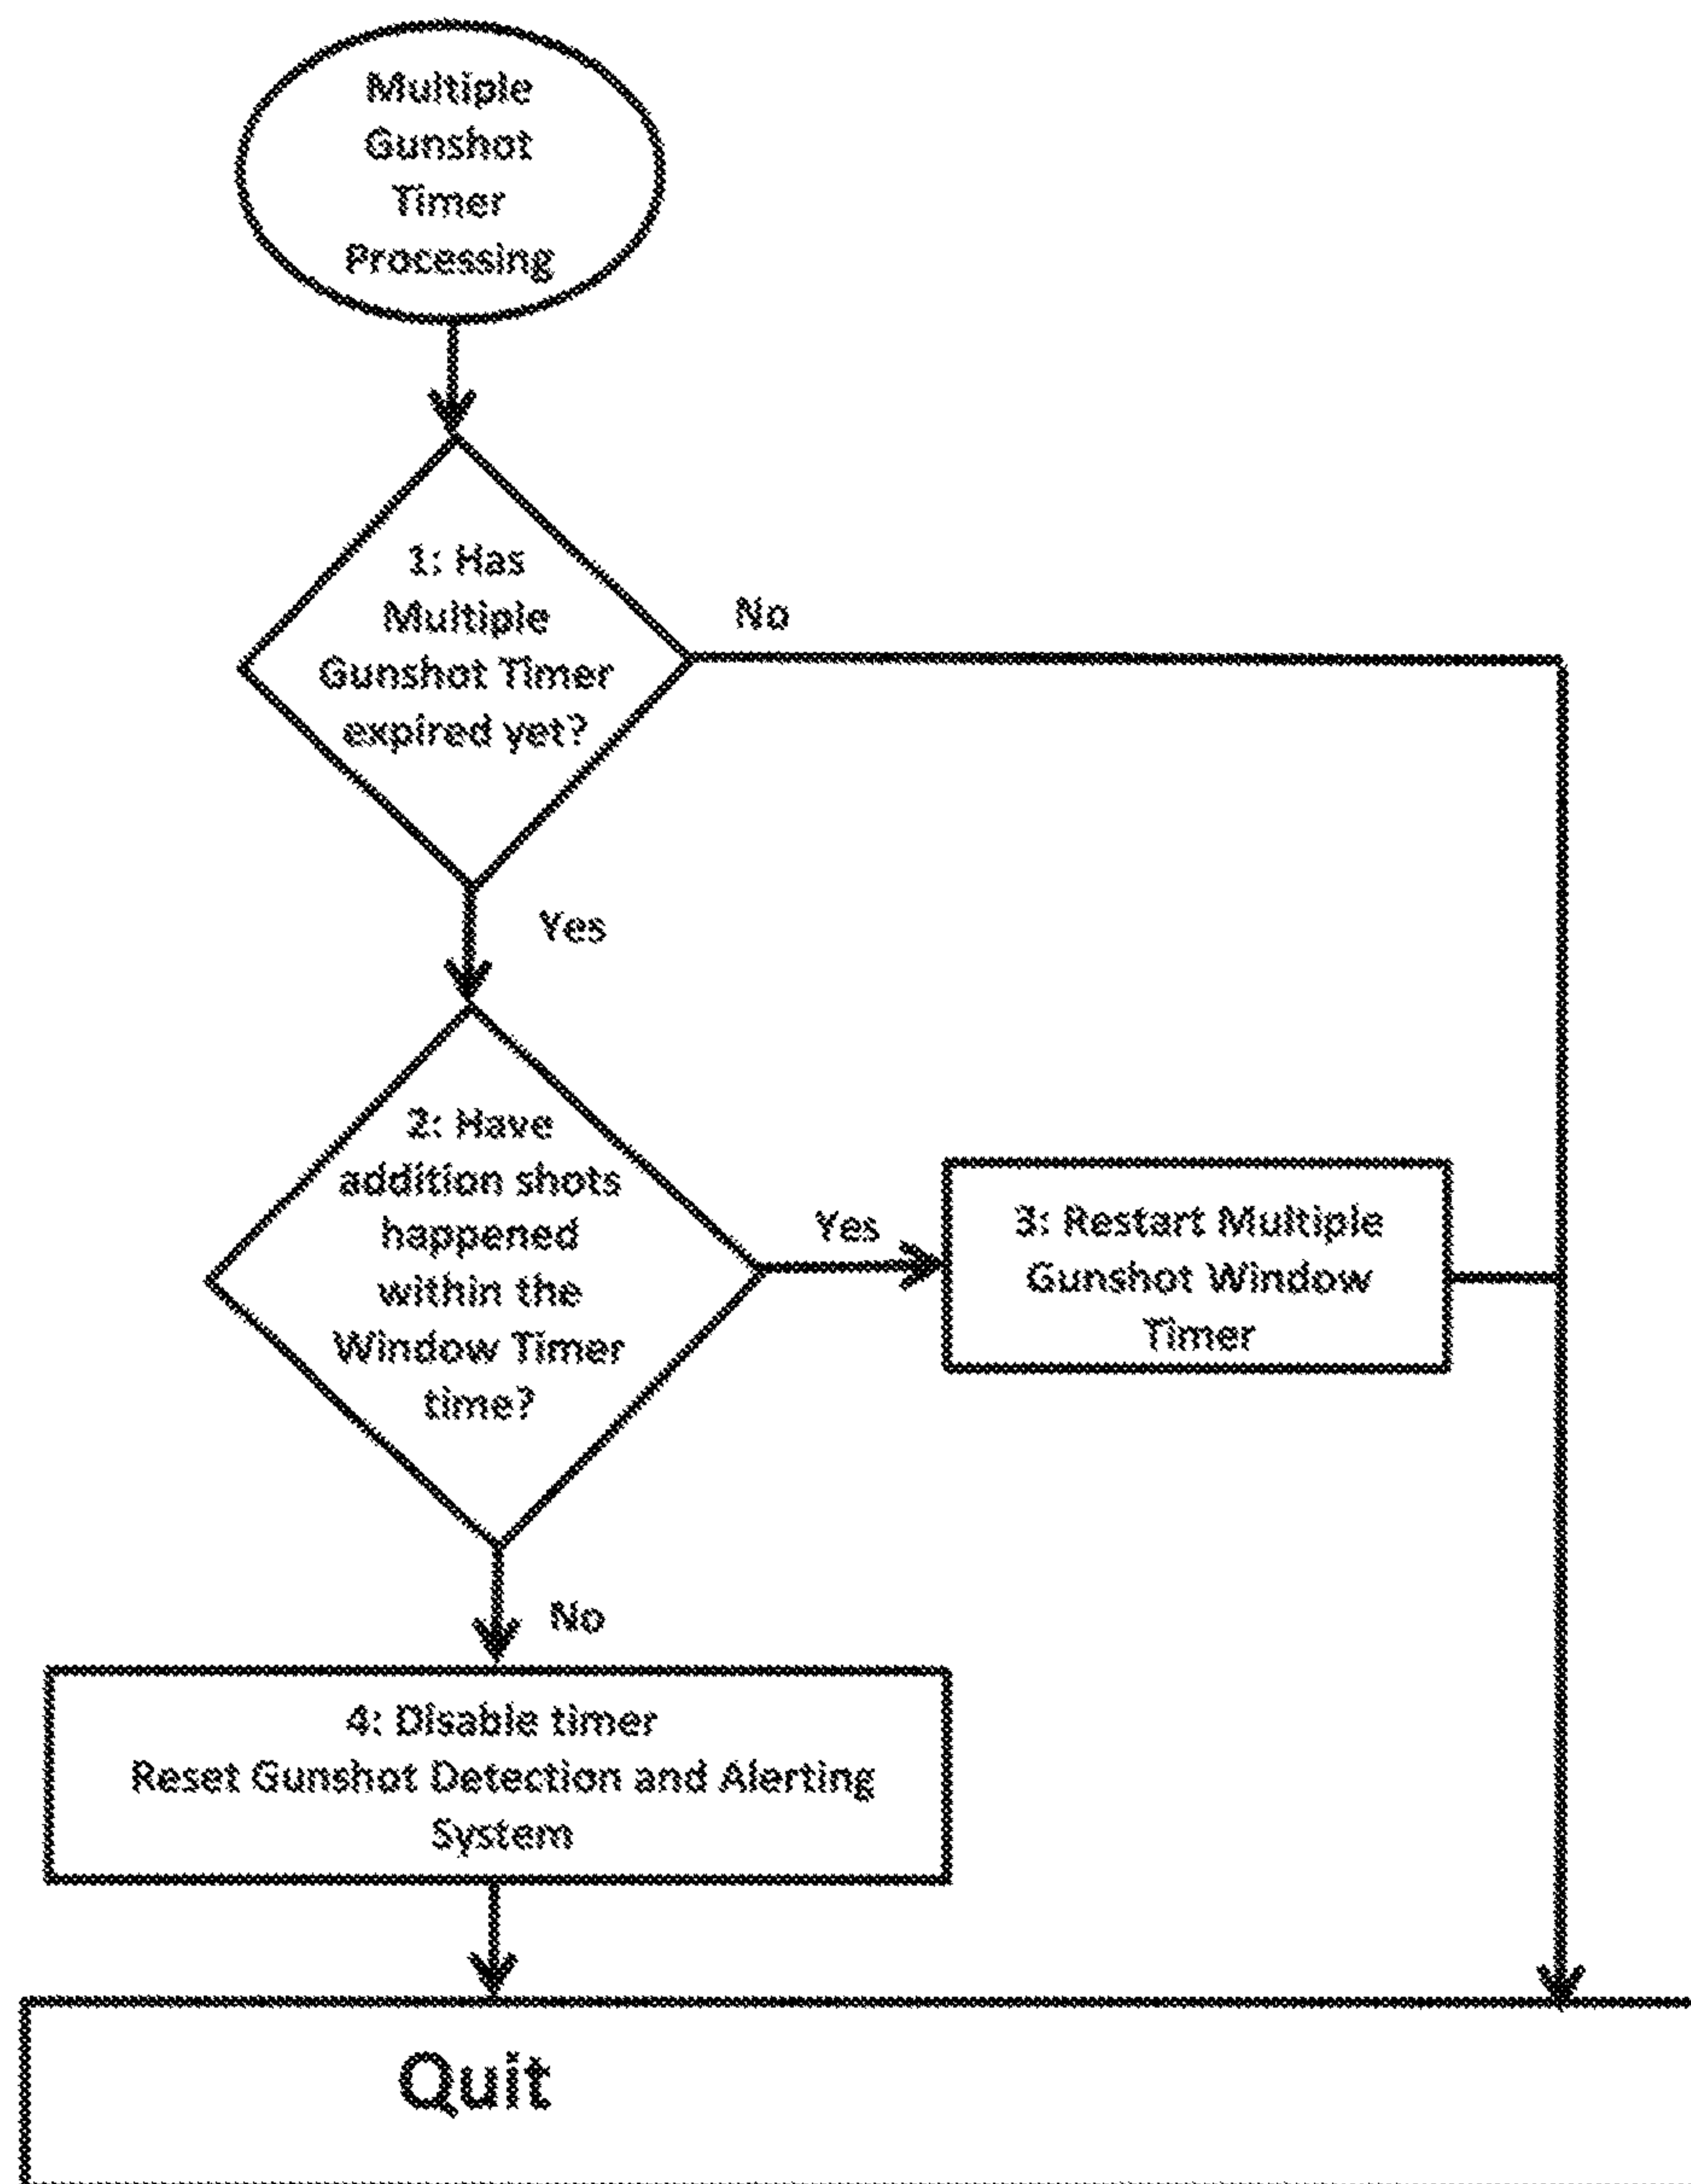 Multiple
Gunshot
Timer
Processing
1: Has
Multiple
Gunshot Timer
expired yet?
No
Yes
2: Have
addition shots
happened
within the
Window Timer
time?
Yes
3: Restart Multiple
Gunshot Window
Timer
No
4: Disable timer
Reset Gunshot Detection and Alerting
System
Quit